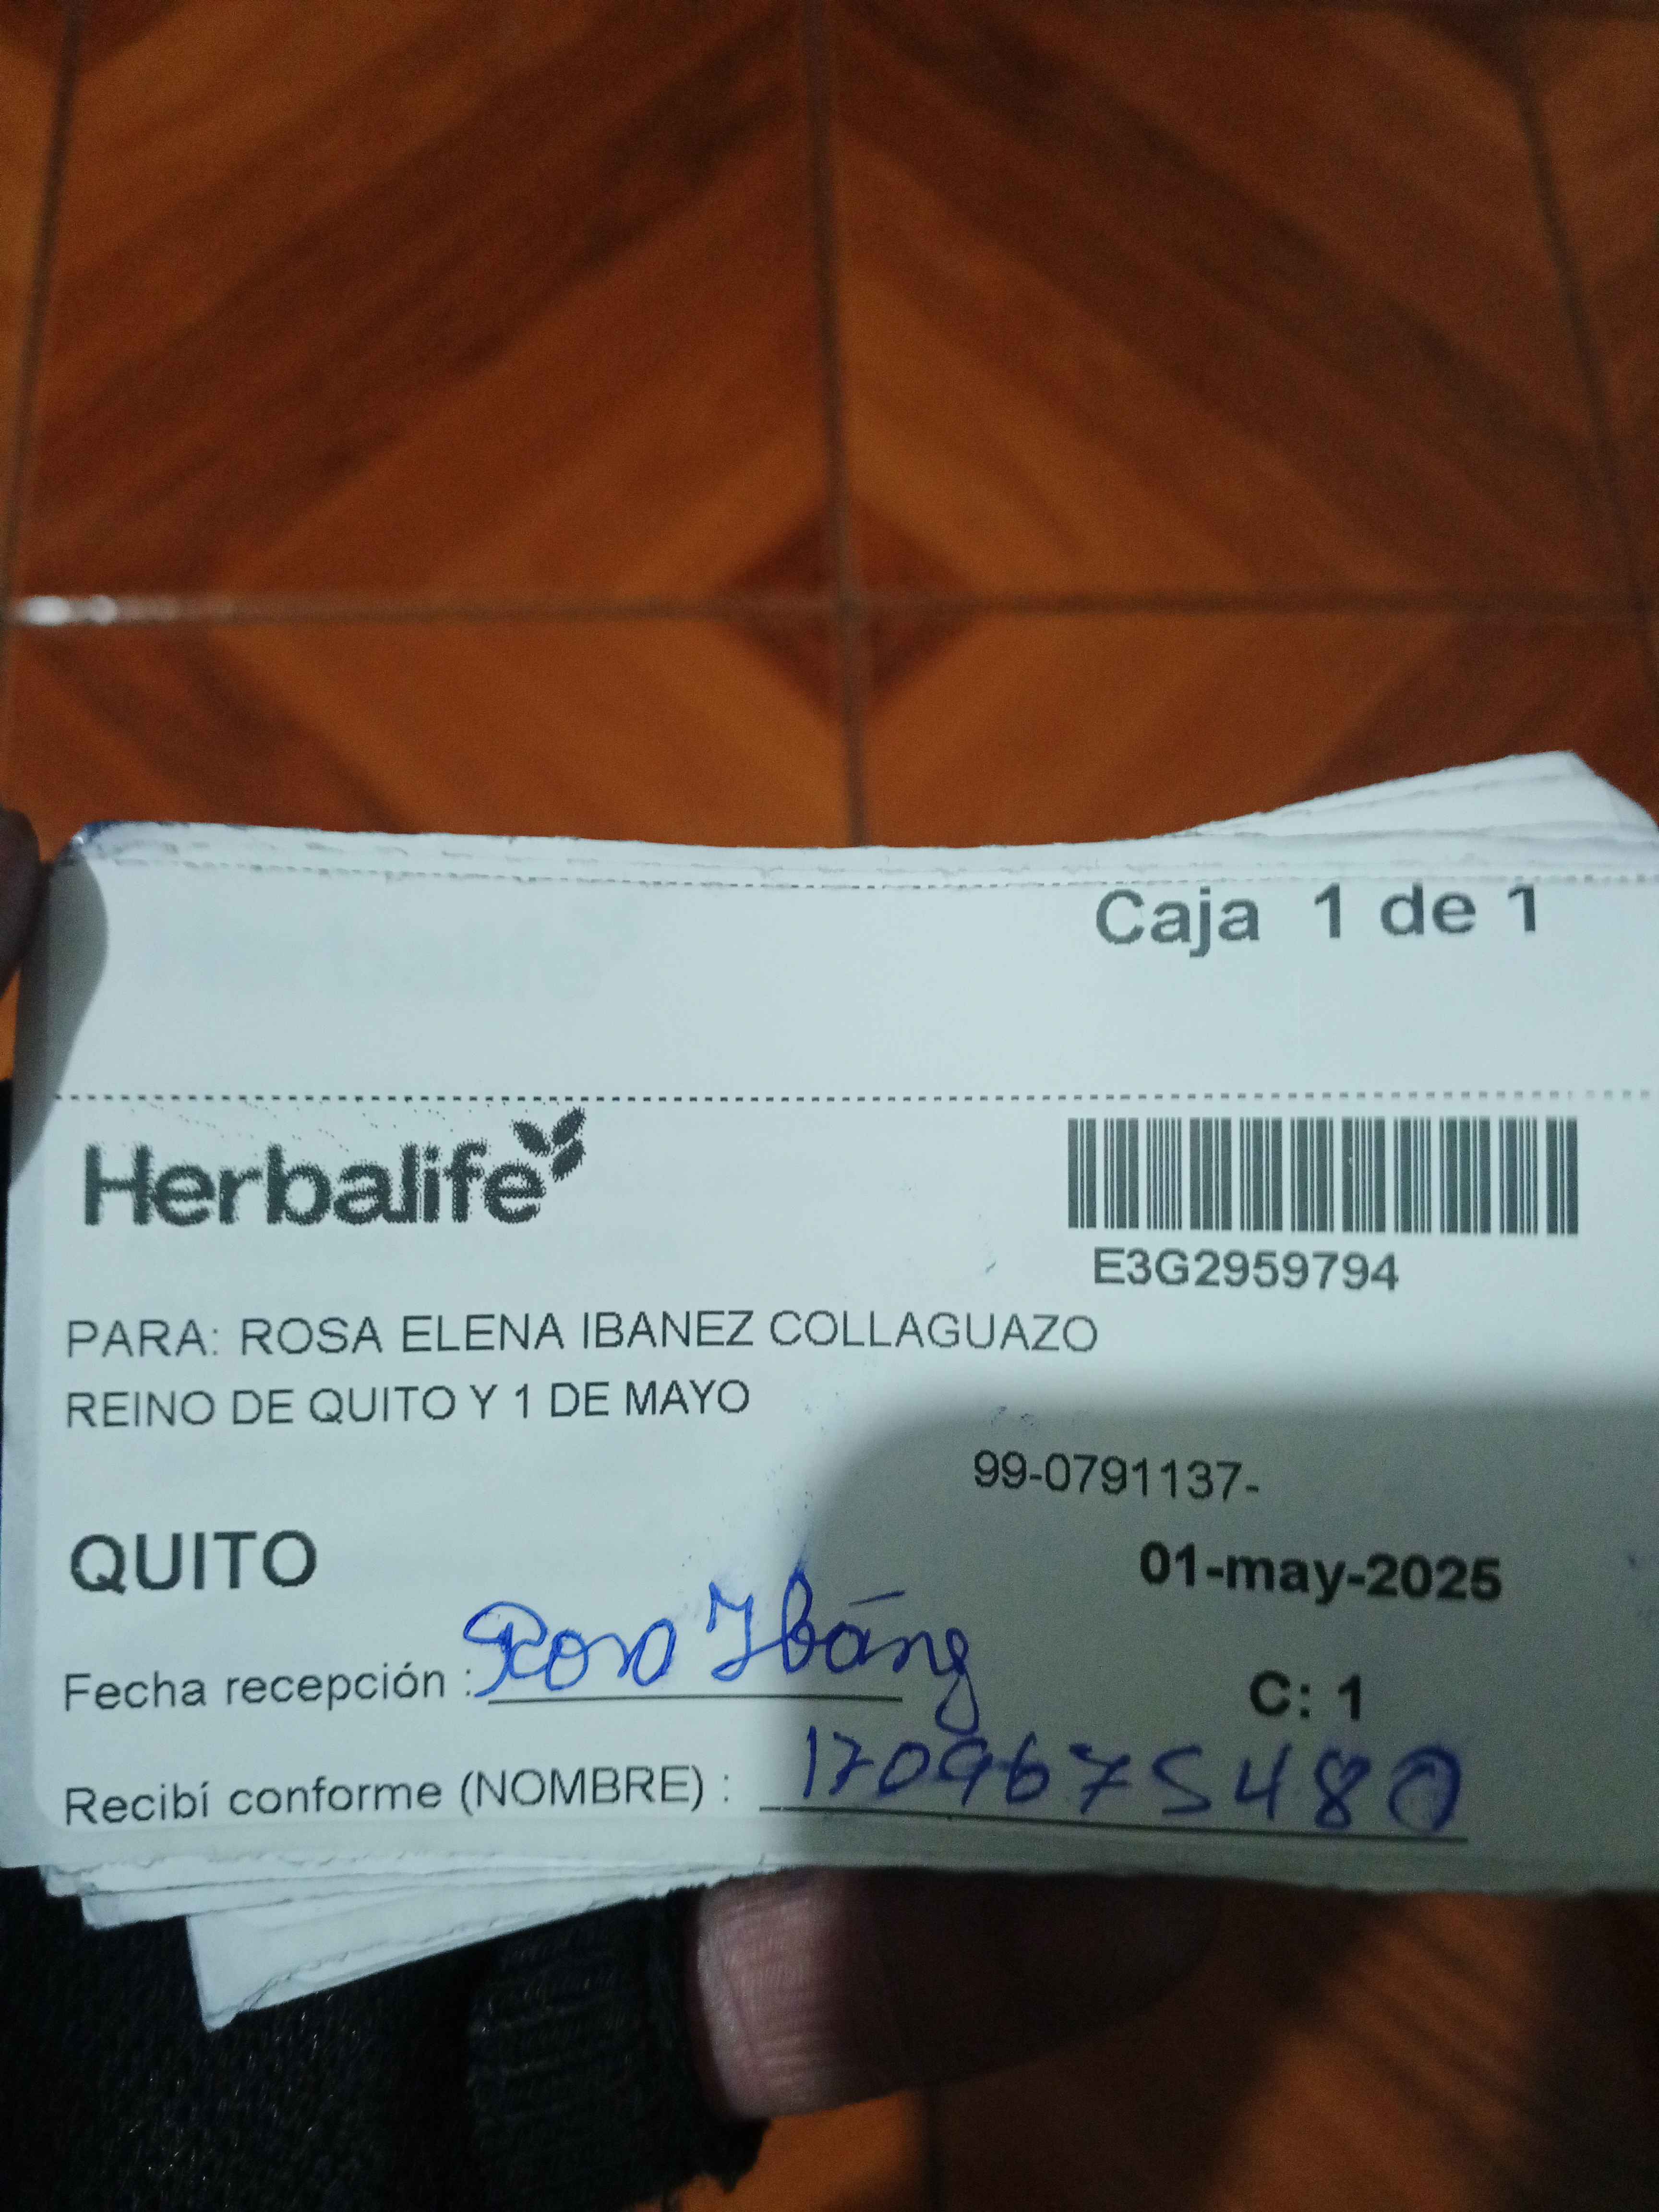 Caja 1 de 1
Herbalife
E3G2959794
PARA: ROSA ELENA IBANEZ COLLAGUAZO
REINO DE QUITO Y 1 DE MAYO
99-0791137-
QUITO
01-may-2025
Fecha recepción : Rosa Ibáñez
C: 1
Recibí conforme (NOMBRE) : 1709675480